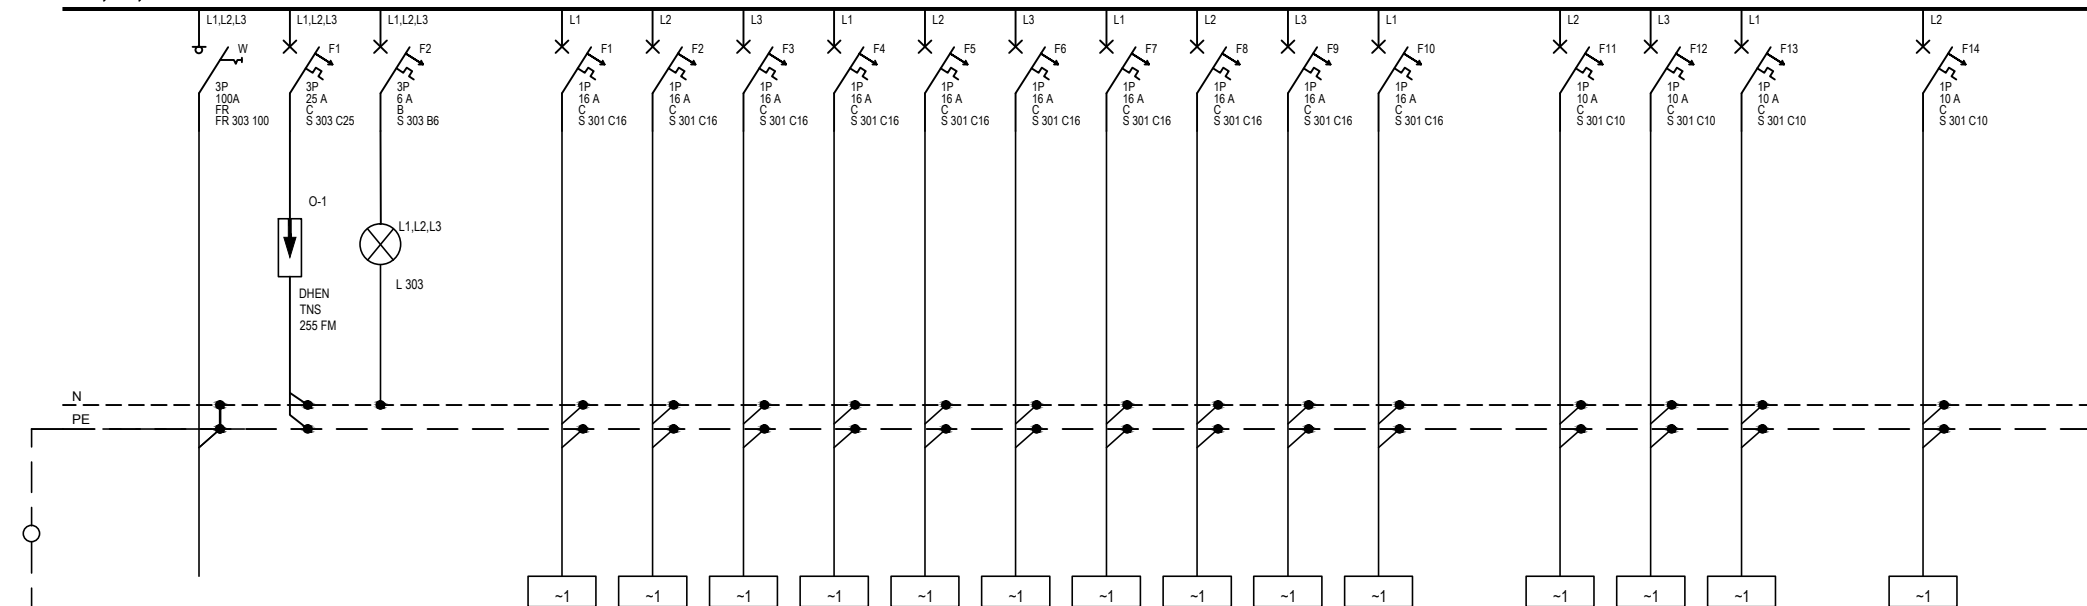 L1,L2,L3
W
3P
100A
FR
FR 303 100
L1,L2,L3
F1
3P
25 A
C
S 303 C25
O-1
DHEN
TNS
255 FM
L1,L2,L3
F2
3P
6 A
B
S 303 B6
L1,L2,L3
L 303
L1
F1
1P
16 A
C
S 301 C16
~1
L2
F2
1P
16 A
C
S 301 C16
~1
L3
F3
1P
16 A
C
S 301 C16
~1
L1
F4
1P
16 A
C
S 301 C16
~1
L2
F5
1P
16 A
C
S 301 C16
~1
L3
F6
1P
16 A
C
S 301 C16
~1
L1
F7
1P
16 A
C
S 301 C16
~1
L2
F8
1P
16 A
C
S 301 C16
~1
L3
F9
1P
16 A
C
S 301 C16
~1
L1
F10
1P
16 A
C
S 301 C16
~1
L2
F11
1P
10 A
C
S 301 C10
~1
L3
F12
1P
10 A
C
S 301 C10
~1
L1
F13
1P
10 A
C
S 301 C10
~1
L2
F14
1P
10 A
C
S 301 C10
~1
N
PE